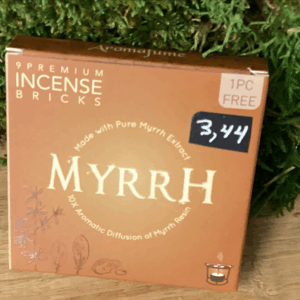 Aromafume
9 PREMIUM
INCENSE
BRICKS
1PC
FREE
3,44
Made with Pure Myrrh Extract
MYRRH
10X Aromatic Diffusion of Myrrh Resin